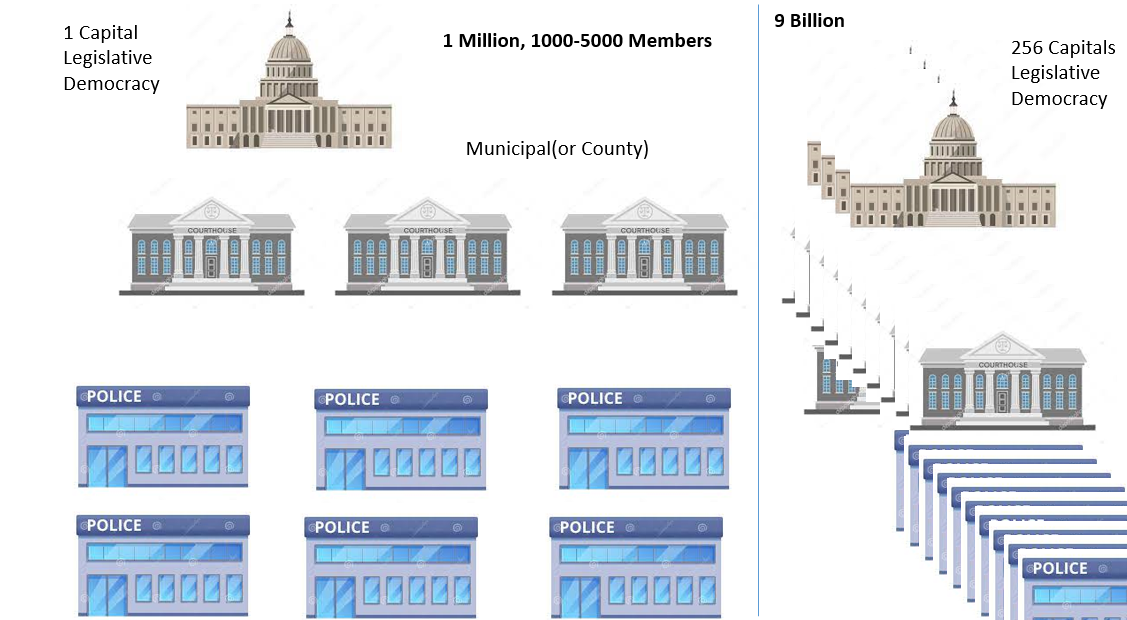 1 Capital
Legislative
Democracy
1 Million, 1000-5000 Members
Municipal(or County)
COURTHOUSE
COURTHOUSE
COURTHOUSE
POLICE
POLICE
POLICE
POLICE
POLICE
POLICE
9 Billion
256 Capitals
Legislative
Democracy
COURTHOUSE
POLICE